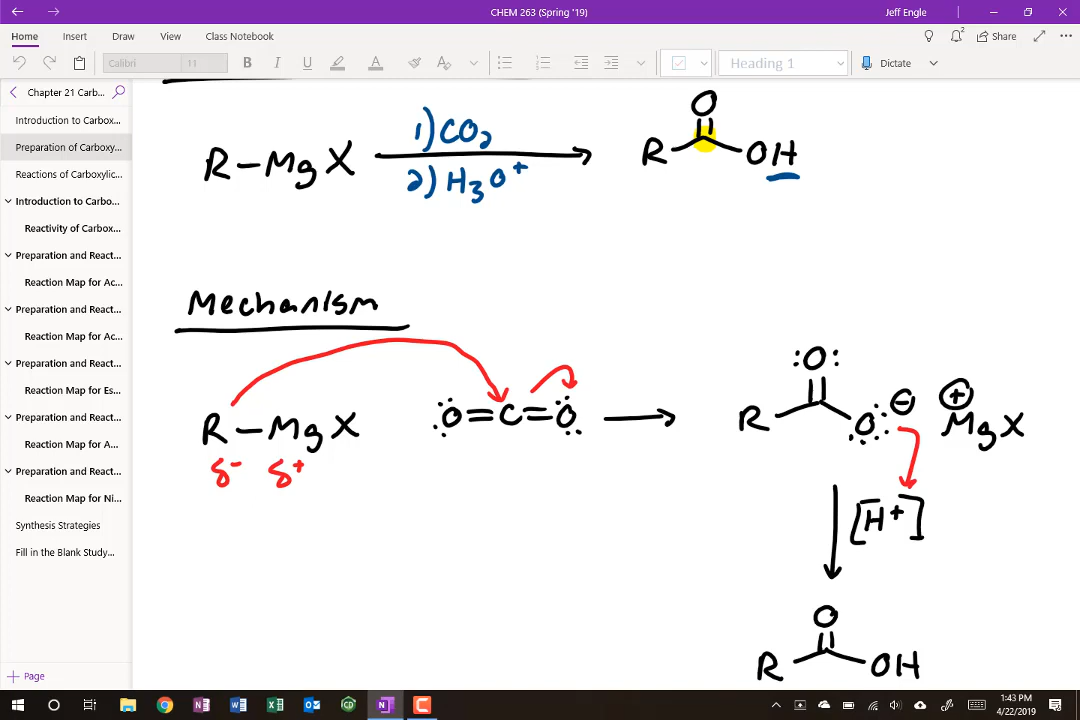 CHEM 263 (Spring '19)
Jeff Engle
Home Insert Draw View Class Notebook
Share
Calibri 11 B I U A
Heading 1
Dictate
Chapter 21 Carb...
Introduction to Carbox...
Preparation of Carboxy...
Reactions of Carboxylic...
Introduction to Carbo...
Reactivity of Carbox...
Preparation and React...
Reaction Map for Ac...
Preparation and React...
Reaction Map for Ac...
Preparation and React...
Reaction Map for Es...
Preparation and React...
Reaction Map for A...
Preparation and React...
Reaction Map for Ni...
Synthesis Strategies
Fill in the Blank Study...
+ Page
R-MgX
1) CO₂
2) H₃O⁺
O
R OH
Mechanism
R-MgX
δ⁻ δ⁺
:O=C=O:
:O:
R O: ⊖ ⊕ MgX
[H⁺]
O
R OH
1:43 PM
4/22/2019